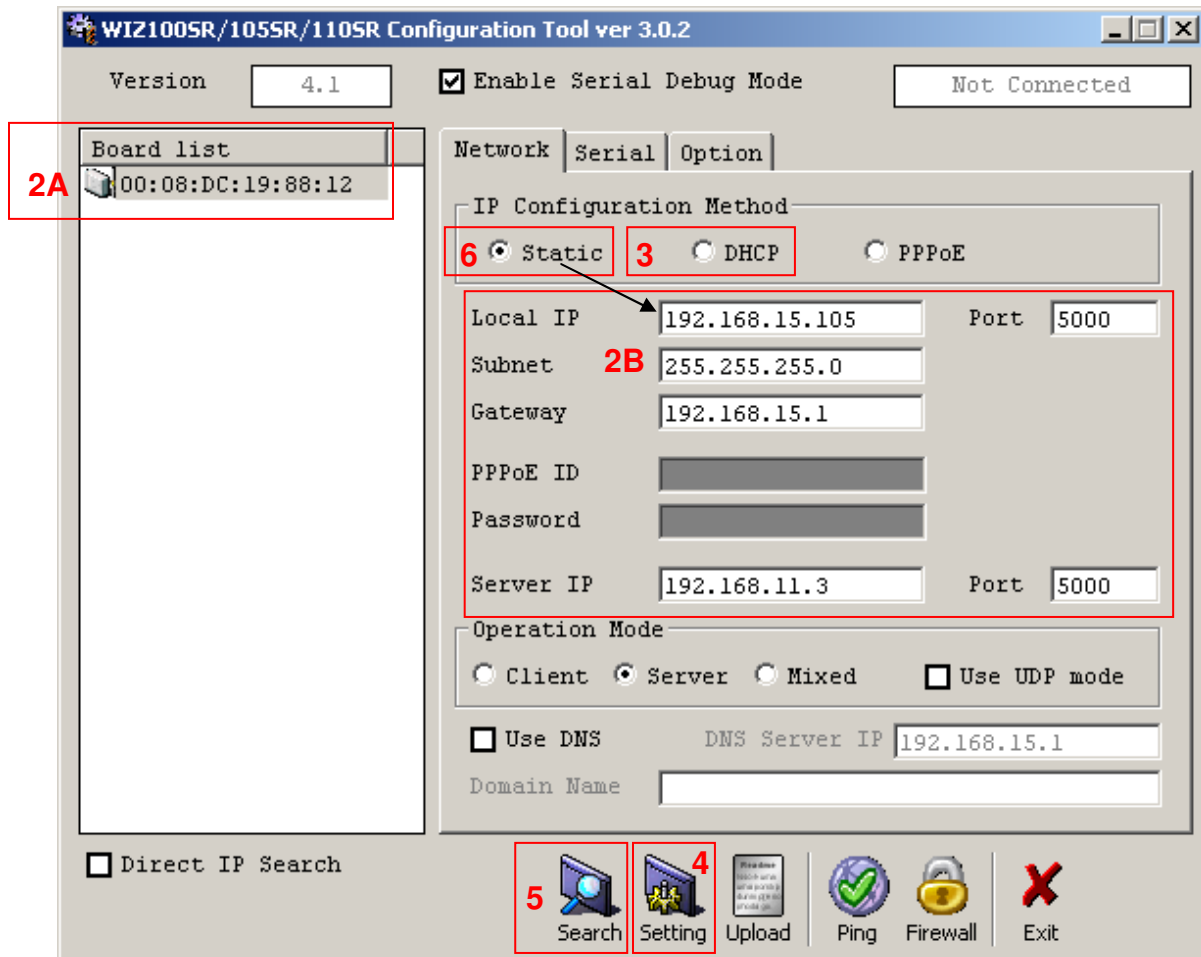 WIZ100SR/105SR/110SR Configuration Tool ver 3.0.2
Version 4.1 Enable Serial Debug Mode Not Connected
Board list
2A 00:08:DC:19:88:12
Network Serial Option
IP Configuration Method
6 Static 3 DHCP PPPoE
Local IP 192.168.15.105 Port 5000
Subnet 2B 255.255.255.0
Gateway 192.168.15.1
PPPoE ID
Password
Server IP 192.168.11.3 Port 5000
Operation Mode
Client Server Mixed Use UDP mode
Use DNS DNS Server IP 192.168.15.1
Domain Name
Direct IP Search
5 4 Readme
Search Setting Upload Ping Firewall Exit